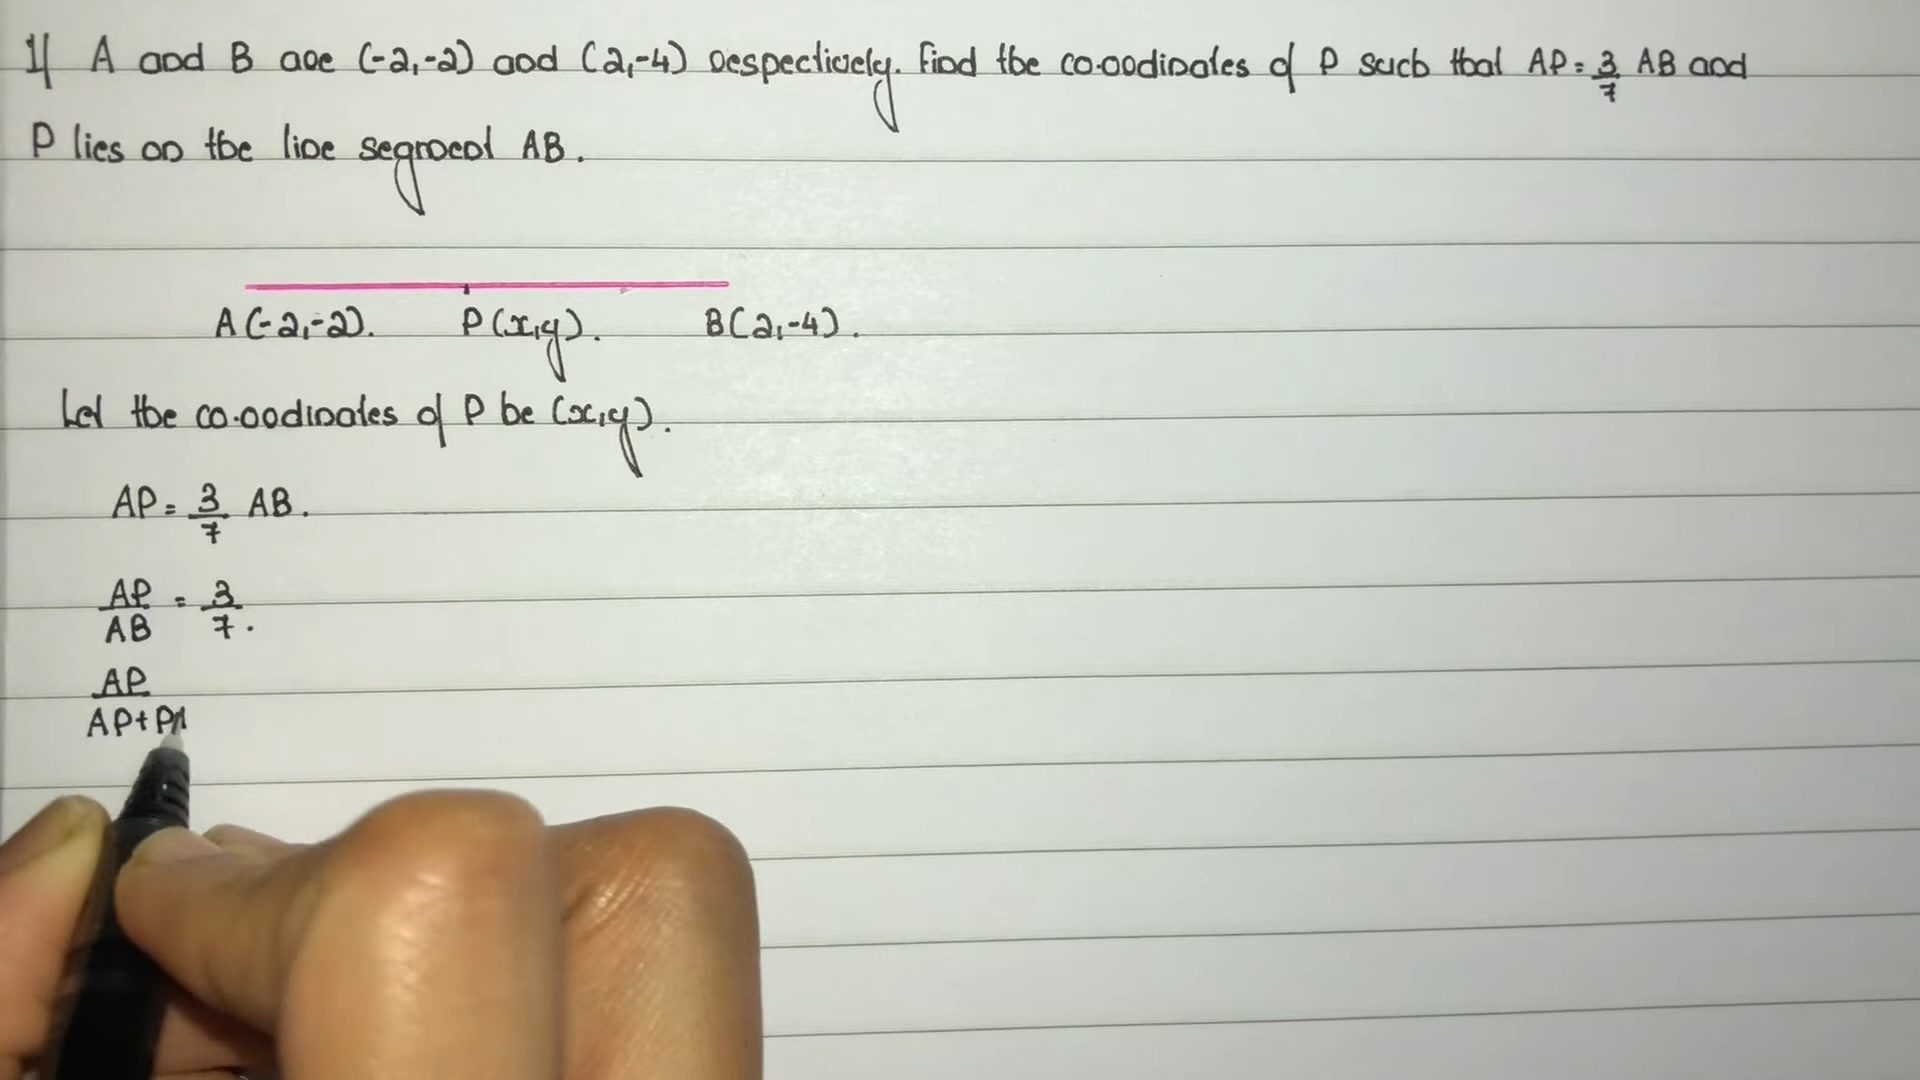 If A and B are (-2,-2) and (2,-4) respectively. Find the co.ordinates of P such that AP = 3/7 AB and
P lies on the line segment AB.
A(-2,-2). P(x,y). B(2,-4).
Let the co.ordinates of P be (x,y).
AP = 3/7 AB.
AP/AB = 3/7.
AP/AP+P